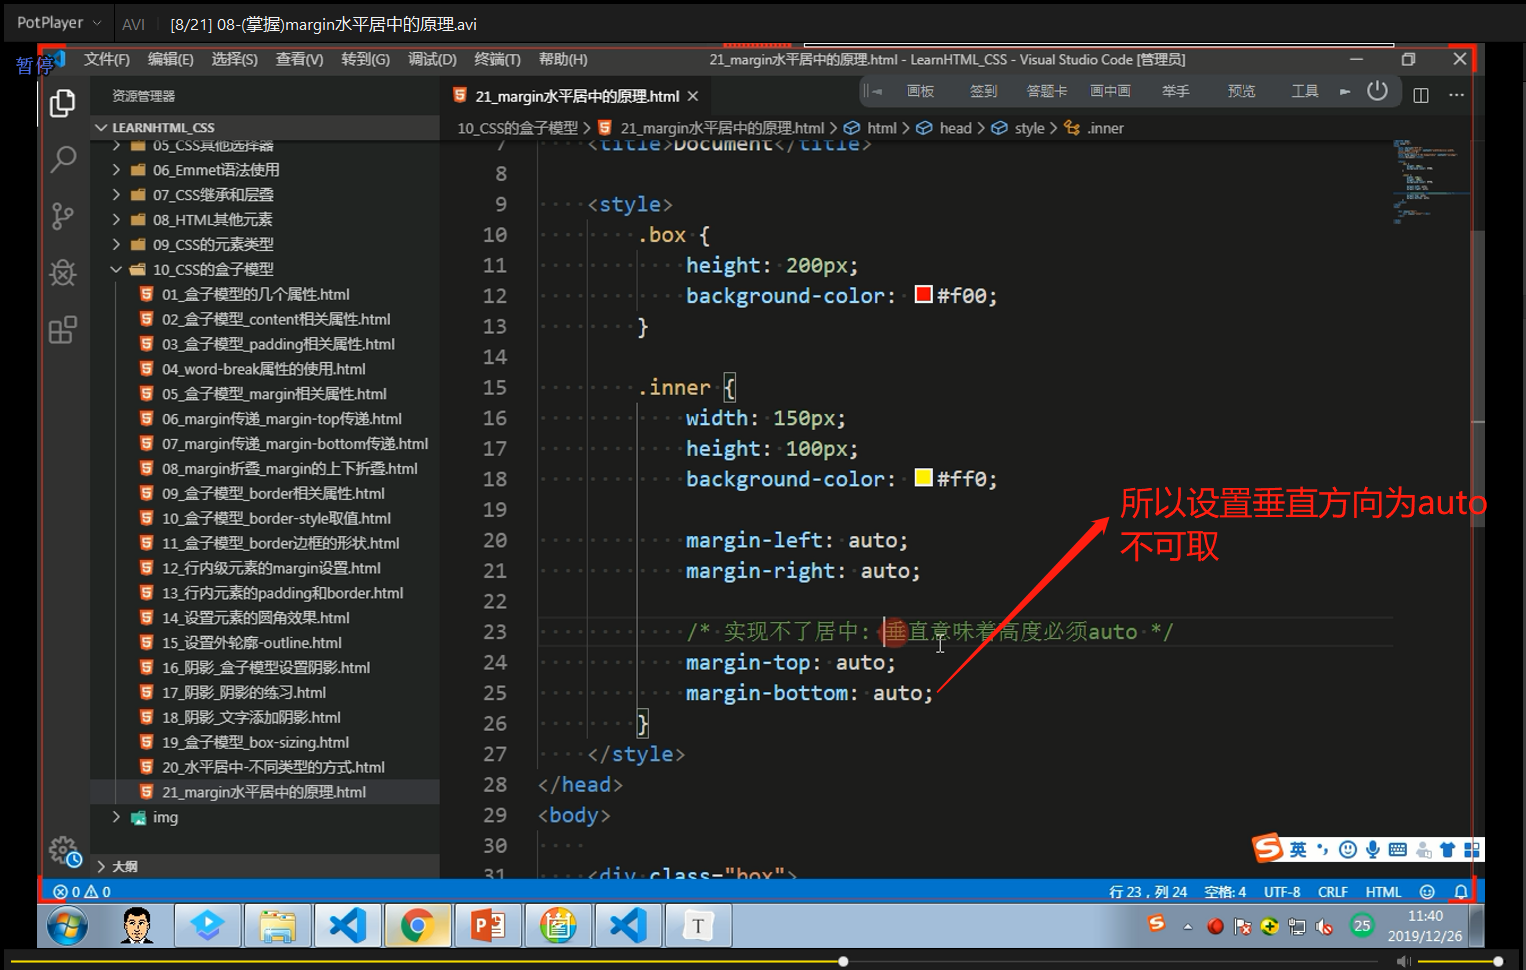 PotPlayer
AVI
[8/21] 08-(掌握)margin水平居中的原理.avi
暂停
文件(F) 编辑(E) 选择(S) 查看(V) 转到(G) 调试(D) 终端(T) 帮助(H)
21_margin水平居中的原理.html - LearnHTML_CSS - Visual Studio Code [管理员]
资源管理器
21_margin水平居中的原理.html
画板 签到 答题卡 画中画 举手 预览 工具
LEARNHTML_CSS
10_CSS的盒子模型 > 21_margin水平居中的原理.html > html > head > style > .inner
05_CSS其他选择器
06_Emmet语法使用
07_CSS继承和层叠
08_HTML其他元素
09_CSS的元素类型
10_CSS的盒子模型
01_盒子模型的几个属性.html
02_盒子模型_content相关属性.html
03_盒子模型_padding相关属性.html
04_word-break属性的使用.html
05_盒子模型_margin相关属性.html
06_margin传递_margin-top传递.html
07_margin传递_margin-bottom传递.html
08_margin折叠_margin的上下折叠.html
09_盒子模型_border相关属性.html
10_盒子模型_border-style取值.html
11_盒子模型_border边框的形状.html
12_行内级元素的margin设置.html
13_行内元素的padding和border.html
14_设置元素的圆角效果.html
15_设置外轮廓-outline.html
16_阴影_盒子模型设置阴影.html
17_阴影_阴影的练习.html
18_阴影_文字添加阴影.html
19_盒子模型_box-sizing.html
20_水平居中-不同类型的方式.html
21_margin水平居中的原理.html
img
大纲
7 <title>Document</title>
8
9 <style>
10 .box {
11 height: 200px;
12 background-color: #f00;
13 }
14
15 .inner {
16 width: 150px;
17 height: 100px;
18 background-color: #ff0;
19
20 margin-left: auto;
21 margin-right: auto;
22
23 /* 实现不了居中: 垂直意味着高度必须auto */
24 margin-top: auto;
25 margin-bottom: auto;
26 }
27 </style>
28 </head>
29 <body>
30
31 <div class="box">
所以设置垂直方向为auto
不可取
英
0 0
行 23，列 24 空格: 4 UTF-8 CRLF HTML
25
11:40
2019/12/26